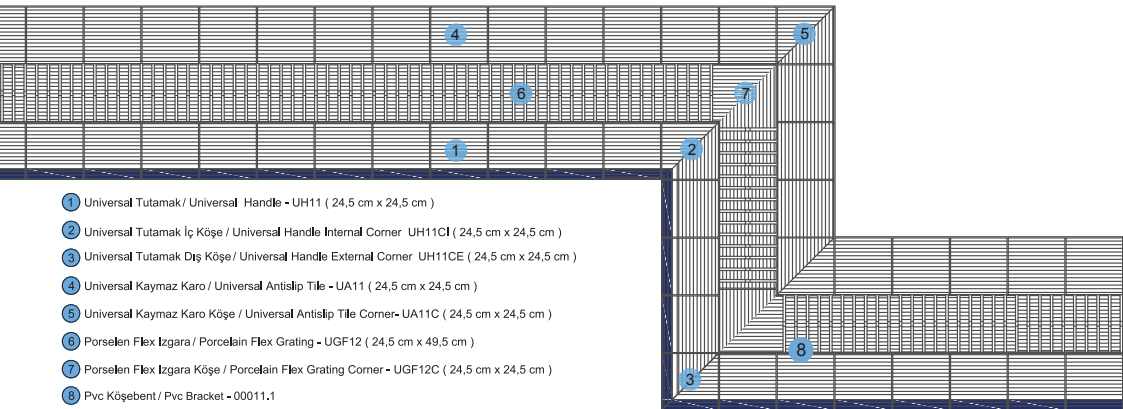 4
5
6
7
1
2
3
8
1 Universal Tutamak / Universal Handle - UH11 ( 24,5 cm x 24,5 cm )
2 Universal Tutamak İç Köşe / Universal Handle Internal Corner UH11CI ( 24,5 cm x 24,5 cm )
3 Universal Tutamak Dış Köşe / Universal Handle External Corner UH11CE ( 24,5 cm x 24,5 cm )
4 Universal Kaymaz Karo / Universal Antislip Tile - UA11 ( 24,5 cm x 24,5 cm )
5 Universal Kaymaz Karo Köşe / Universal Antislip Tile Corner- UA11C ( 24,5 cm x 24,5 cm )
6 Porselen Flex Izgara / Porcelain Flex Grating - UGF12 ( 24,5 cm x 49,5 cm )
7 Porselen Flex Izgara Köşe / Porcelain Flex Grating Corner - UGF12C ( 24,5 cm x 24,5 cm )
8 Pvc Köşebent / Pvc Bracket - 00011.1